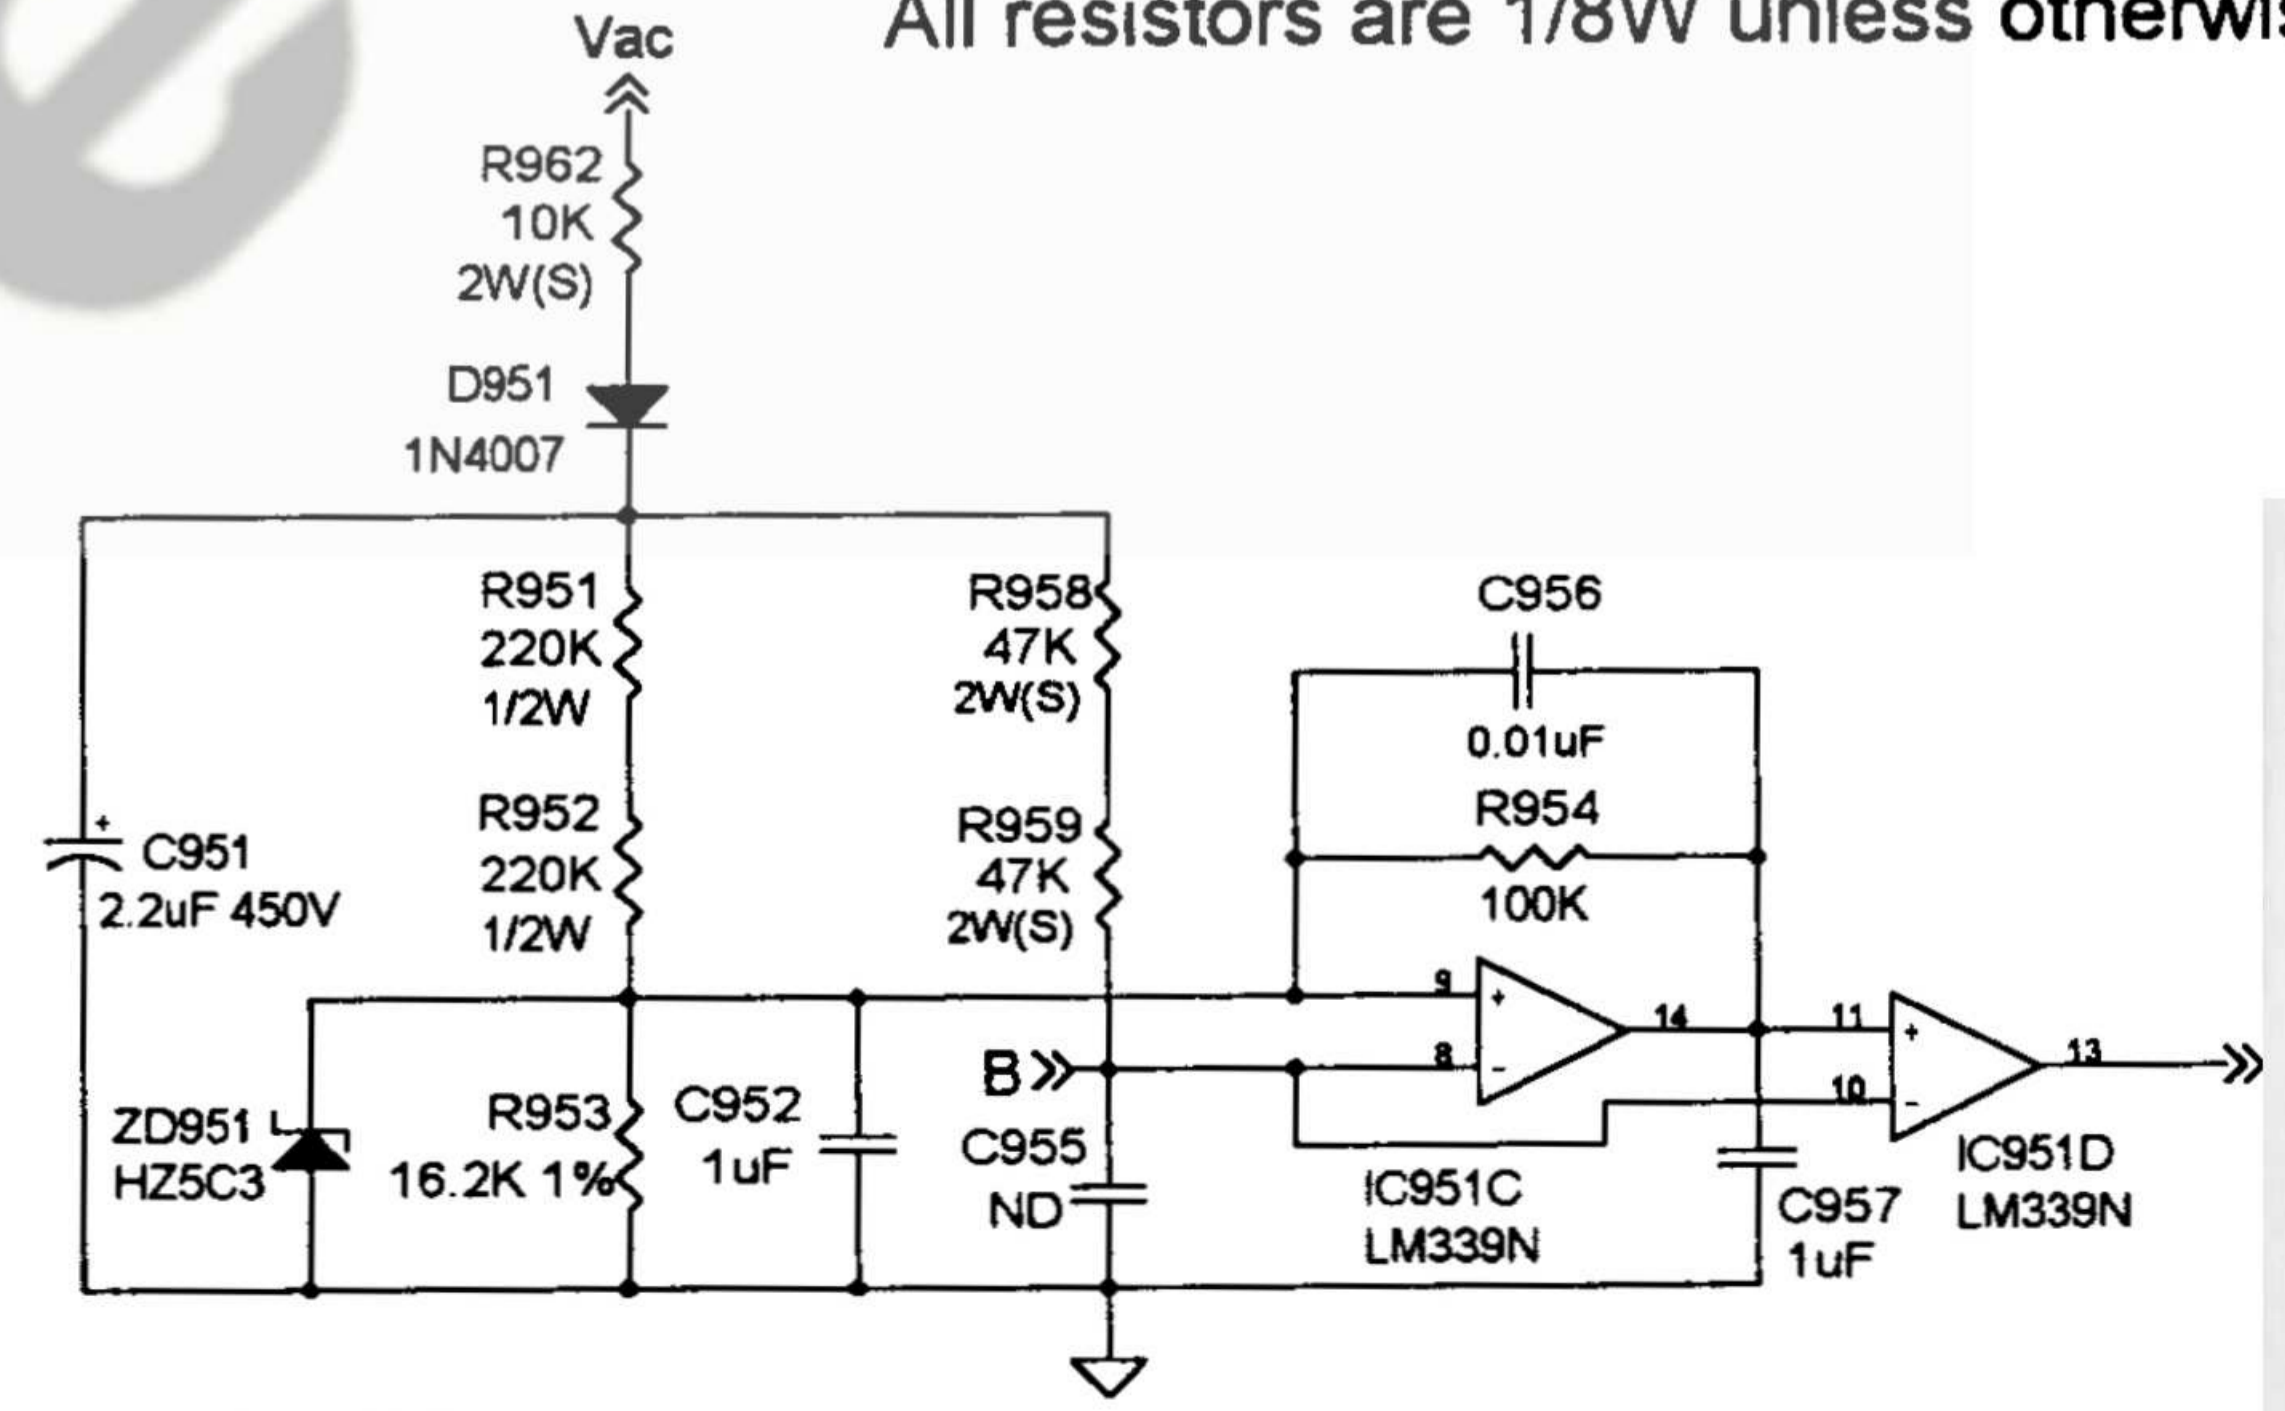 Vac
All resistors are 1/8W unless
R962
10K
2W(S)
D951
1N4007
R951
220K
1/2W
R958
47K
2W(S)
C956
0.01uF
R954
100K
+
C951
2.2uF 450V
R952
220K
1/2W
R959
47K
2W(S)
9
+
8
-
14
11
+
10
-
13
B
ZD951
HZ5C3
R953
16.2K 1%
C952
1uF
C955
ND
IC951C
LM339N
C957
1uF
IC951D
LM339N